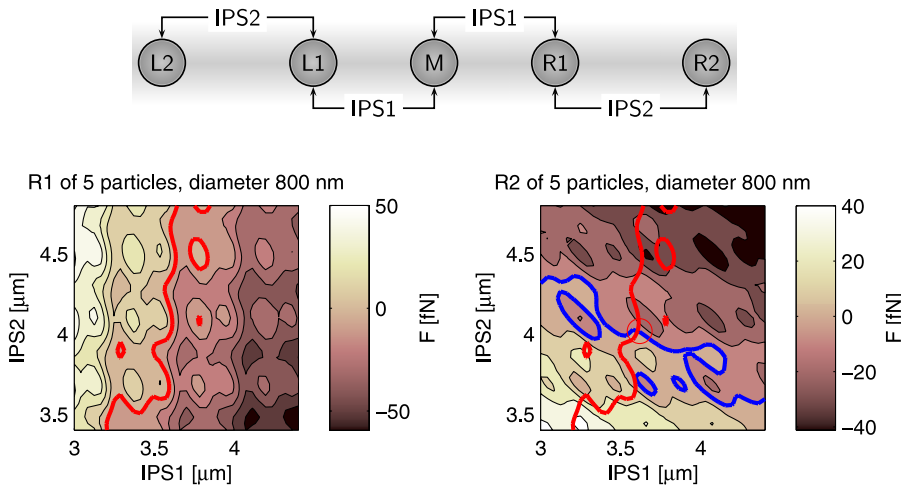 IPS2 IPS1
L2 L1 M R1 R2
IPS1 IPS2
R1 of 5 particles, diameter 800 nm
50
0
−50
F [fN]
4.5
4
3.5
IPS2 [µm]
3 3.5 4
IPS1 [µm]
R2 of 5 particles, diameter 800 nm
40
20
0
−20
−40
F [fN]
4.5
4
3.5
IPS2 [µm]
3 3.5 4
IPS1 [µm]